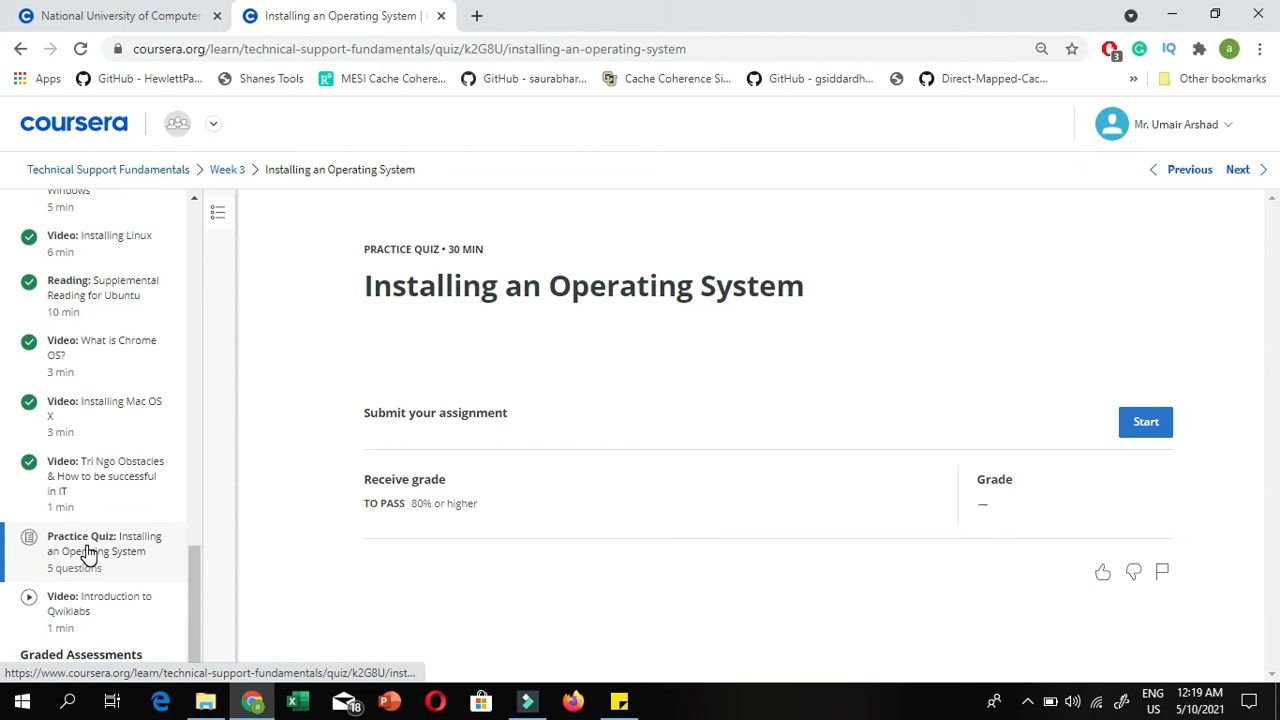 National University of Computer
Installing an Operating System |
coursera.org/learn/technical-support-fundamentals/quiz/k2G8U/installing-an-operating-system
3
IQ
a
Apps
GitHub - HewlettPa...
Shanes Tools
MESI Cache Cohere...
GitHub - saurabhar...
Cache Coherence Si...
GitHub - gsiddardh...
Direct-Mapped-Cac...
»
Other bookmarks
coursera
Mr. Umair Arshad
Technical Support Fundamentals
Week 3
Installing an Operating System
Previous
Next
Windows
5 min
Video: Installing Linux
6 min
Reading: Supplemental
Reading for Ubuntu
10 min
Video: What is Chrome
OS?
3 min
Video: Installing Mac OS
X
3 min
Video: Tri Ngo Obstacles
& How to be successful
in IT
1 min
Practice Quiz: Installing
an Operating System
5 questions
Video: Introduction to
Qwiklabs
1 min
Graded Assessments
PRACTICE QUIZ • 30 MIN
Installing an Operating System
Submit your assignment
Start
Receive grade
TO PASS 80% or higher
Grade
—
https://www.coursera.org/learn/technical-support-fundamentals/quiz/k2G8U/inst...
18
ENG
US
12:19 AM
5/10/2021